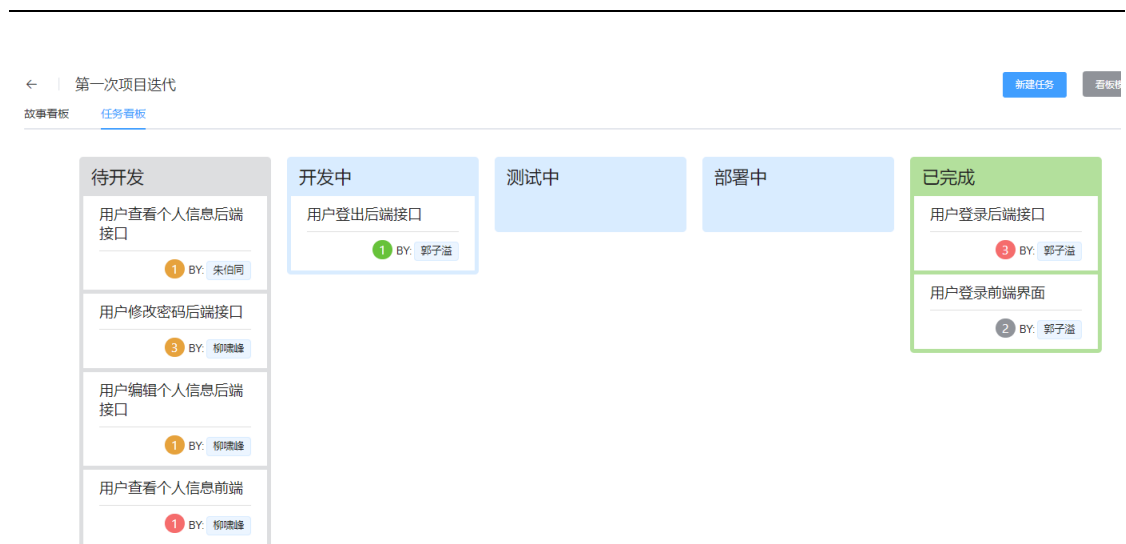 第一次项目迭代
新建任务
看板
故事看板
任务看板
待开发
用户查看个人信息后端
接口
1 BY: 朱伯同
用户修改密码后端接口
3 BY: 柳啸峰
用户编辑个人信息后端
接口
1 BY: 柳啸峰
用户查看个人信息前端
1 BY: 柳啸峰
开发中
用户登出后端接口
1 BY: 郭子溢
测试中
部署中
已完成
用户登录后端接口
3 BY: 郭子溢
用户登录前端界面
2 BY: 郭子溢